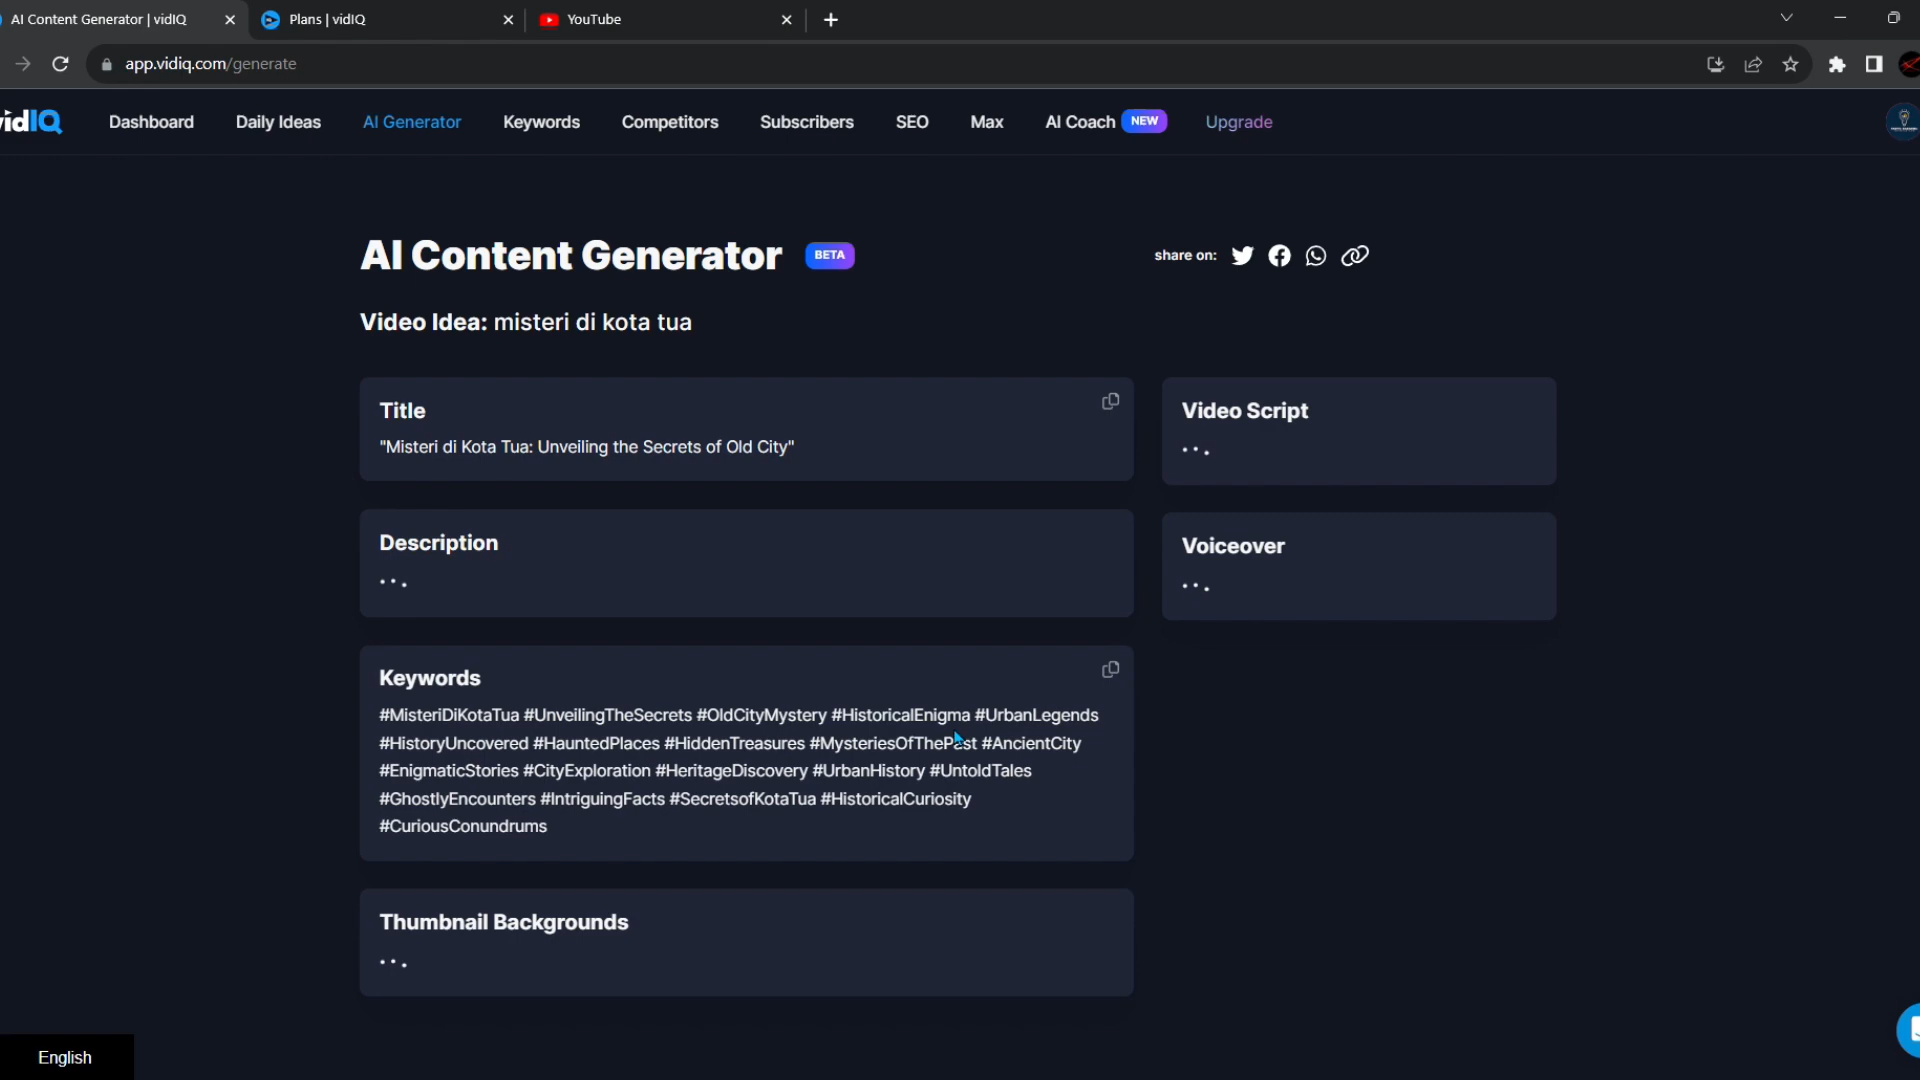 AI Content Generator | vidIQ
Plans | vidIQ
YouTube
app.vidiq.com/generate
vidIQ
Dashboard
Daily Ideas
AI Generator
Keywords
Competitors
Subscribers
SEO
Max
AI Coach NEW
Upgrade
AI Content Generator BETA
share on:
Video Idea: misteri di kota tua
Title
"Misteri di Kota Tua: Unveiling the Secrets of Old City"
Video Script
Description
Voiceover
Keywords
#MisteriDiKotaTua #UnveilingTheSecrets #OldCityMystery #HistoricalEnigma #UrbanLegends
#HistoryUncovered #HauntedPlaces #HiddenTreasures #MysteriesOfThePast #AncientCity
#EnigmaticStories #CityExploration #HeritageDiscovery #UrbanHistory #UntoldTales
#GhostlyEncounters #IntriguingFacts #SecretsofKotaTua #HistoricalCuriosity
#CuriousConundrums
Thumbnail Backgrounds
English